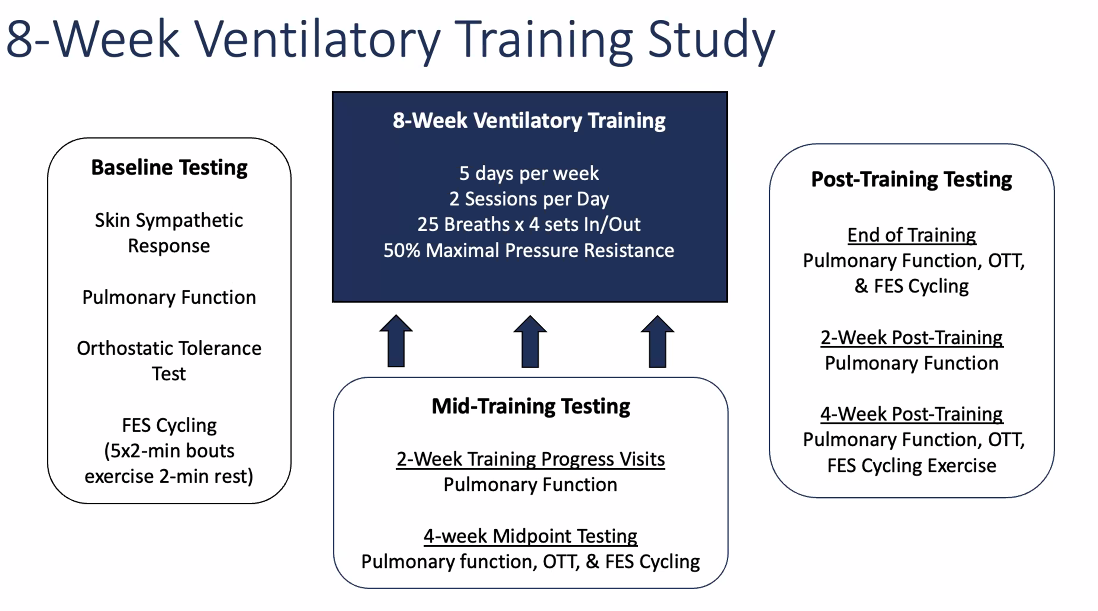 8-Week Ventilatory Training Study
Baseline Testing
Skin Sympathetic
Response
Pulmonary Function
Orthostatic Tolerance
Test
FES Cycling
(5x2-min bouts
exercise 2-min rest)
8-Week Ventilatory Training
5 days per week
2 Sessions per Day
25 Breaths x 4 sets In/Out
50% Maximal Pressure Resistance
Mid-Training Testing
2-Week Training Progress Visits
Pulmonary Function
4-week Midpoint Testing
Pulmonary function, OTT, & FES Cycling
Post-Training Testing
End of Training
Pulmonary Function, OTT,
& FES Cycling
2-Week Post-Training
Pulmonary Function
4-Week Post-Training
Pulmonary Function, OTT,
FES Cycling Exercise